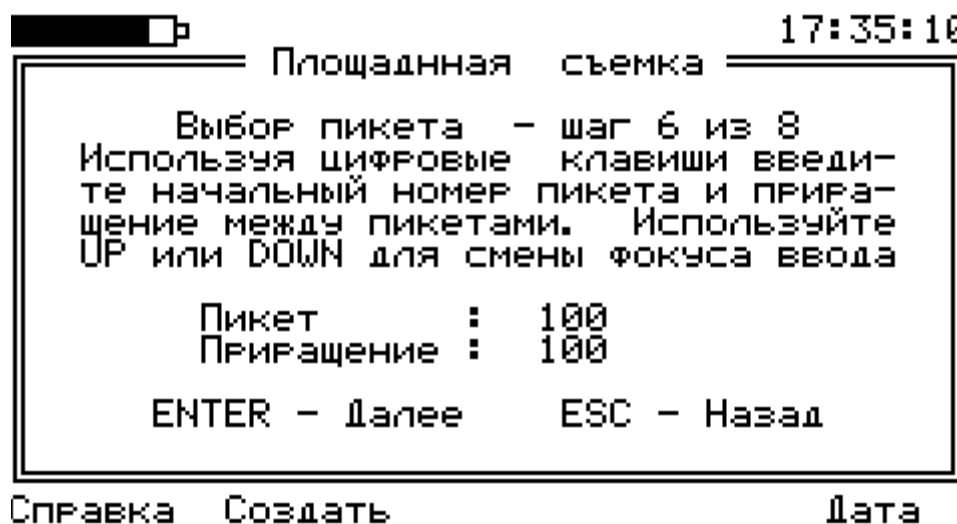 17:35:10
Площаднная съемка
Выбор пикета - шаг 6 из 8
Используя цифровые клавиши введи-
те начальный номер пикета и прира-
щение между пикетами. Используйте
UP или DOWN для смены фокуса ввода
Пикет : 100
Приращение : 100
ENTER - Далее ESC - Назад
Справка Создать Дата